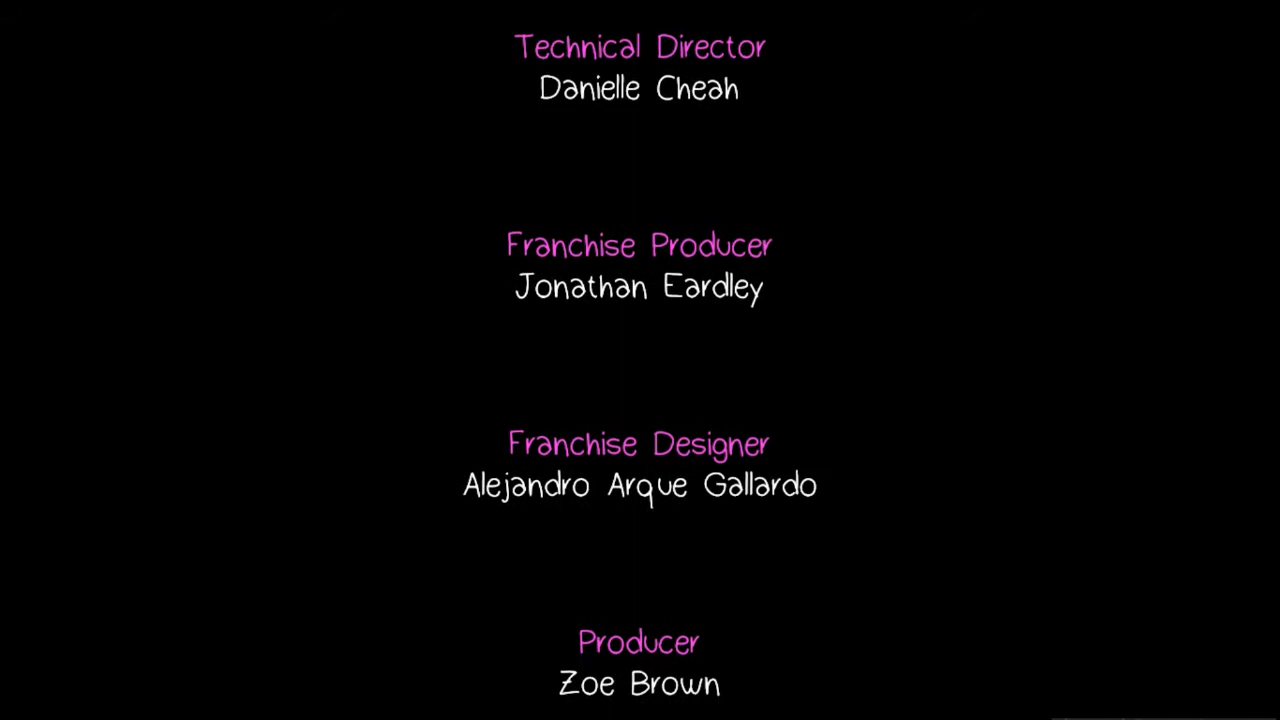 Technical Director
Danielle Cheah
Franchise Producer
Jonathan Eardley
Franchise Designer
Alejandro Arque Gallardo
Producer
Zoe Brown